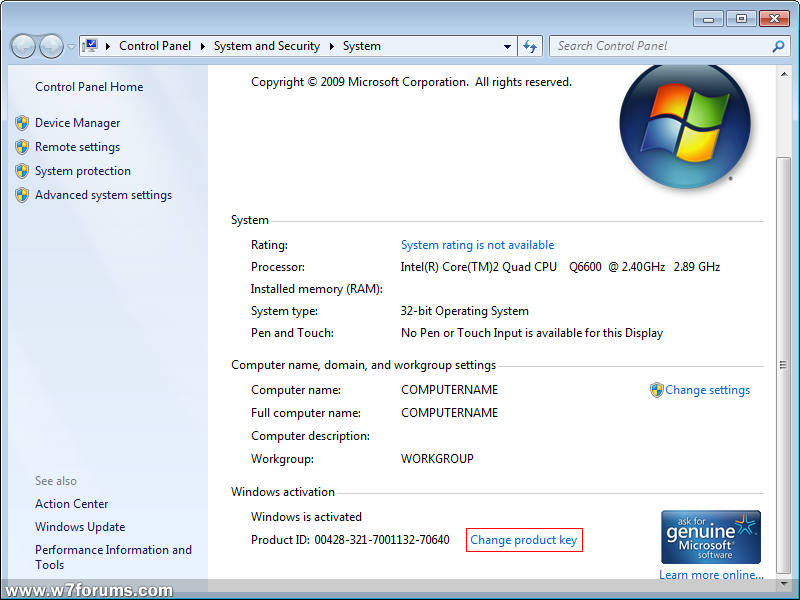 Control Panel System and Security System Search Control Panel
Control Panel Home
Device Manager
Remote settings
System protection
Advanced system settings
See also
Action Center
Windows Update
Performance Information and
Tools
Copyright © 2009 Microsoft Corporation. All rights reserved.
System
Rating: System rating is not available
Processor: Intel(R) Core(TM)2 Quad CPU Q6600 @ 2.40GHz 2.89 GHz
Installed memory (RAM):
System type: 32-bit Operating System
Pen and Touch: No Pen or Touch Input is available for this Display
Computer name, domain, and workgroup settings
Computer name: COMPUTERNAME Change settings
Full computer name: COMPUTERNAME
Computer description:
Workgroup: WORKGROUP
Windows activation
Windows is activated
Product ID: 00428-321-7001132-70640 Change product key
ask for
genuine
Microsoft®
software
Learn more online...
www.w7forums.com